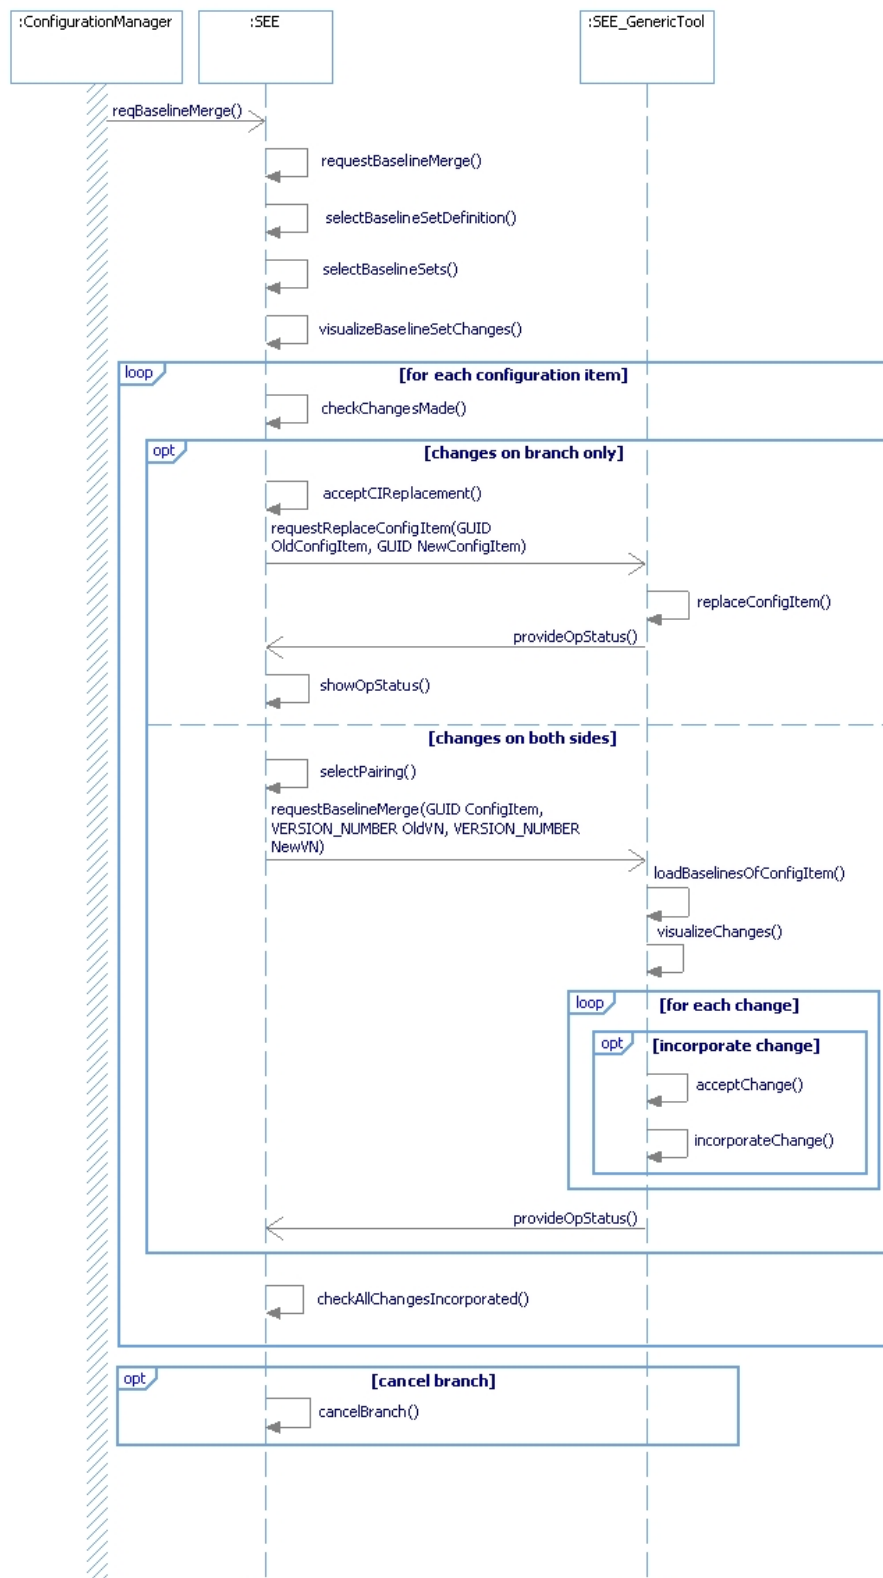 :ConfigurationManager
:SEE
:SEE_GenericTool
reqBaselineMerge()
requestBaselineMerge()
selectBaselineSetDefinition()
selectBaselineSets()
visualizeBaselineSetChanges()
loop
[for each configuration item]
checkChangesMade()
opt
[changes on branch only]
acceptCIReplacement()
requestReplaceConfigItem(GUID
OldConfigItem, GUID NewConfigItem)
replaceConfigItem()
provideOpStatus()
showOpStatus()
[changes on both sides]
selectPairing()
requestBaselineMerge(GUID ConfigItem,
VERSION_NUMBER OldVN, VERSION_NUMBER
NewVN)
loadBaselinesOfConfigItem()
visualizeChanges()
loop
[for each change]
opt
[incorporate change]
acceptChange()
incorporateChange()
provideOpStatus()
checkAllChangesIncorporated()
opt
[cancel branch]
cancelBranch()